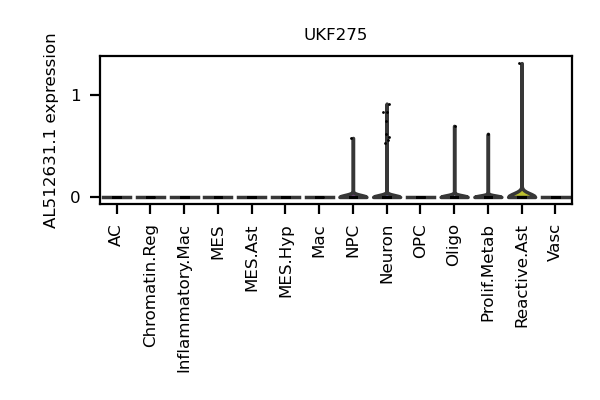 UKF275
AL512631.1 expression
1
0
AC
Chromatin.Reg
Inflammatory.Mac
MES
MES.Ast
MES.Hyp
Mac
NPC
Neuron
OPC
Oligo
Prolif.Metab
Reactive.Ast
Vasc